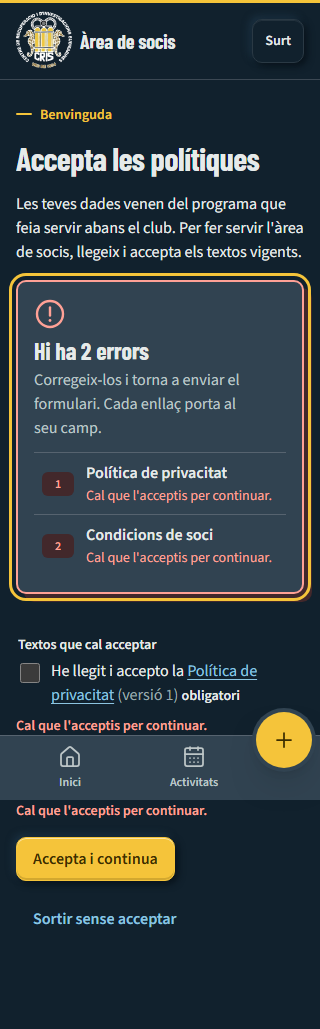 CRIS
Àrea de socis
Surt
Benvinguda
Accepta les polítiques
Les teves dades venen del programa que
feia servir abans el club. Per fer servir l'àrea
de socis, llegeix i accepta els textos vigents.
Hi ha 2 errors
Corregeix-los i torna a enviar el
formulari. Cada enllaç porta al
seu camp.
1
Política de privacitat
Cal que l'acceptis per continuar.
2
Condicions de soci
Cal que l'acceptis per continuar.
Textos que cal acceptar
He llegit i accepto la Política de
privacitat (versió 1) obligatori
Cal que l'acceptis per continuar.
Inici
Activitats
Cal que l'acceptis per continuar.
Accepta i continua
Sortir sense acceptar